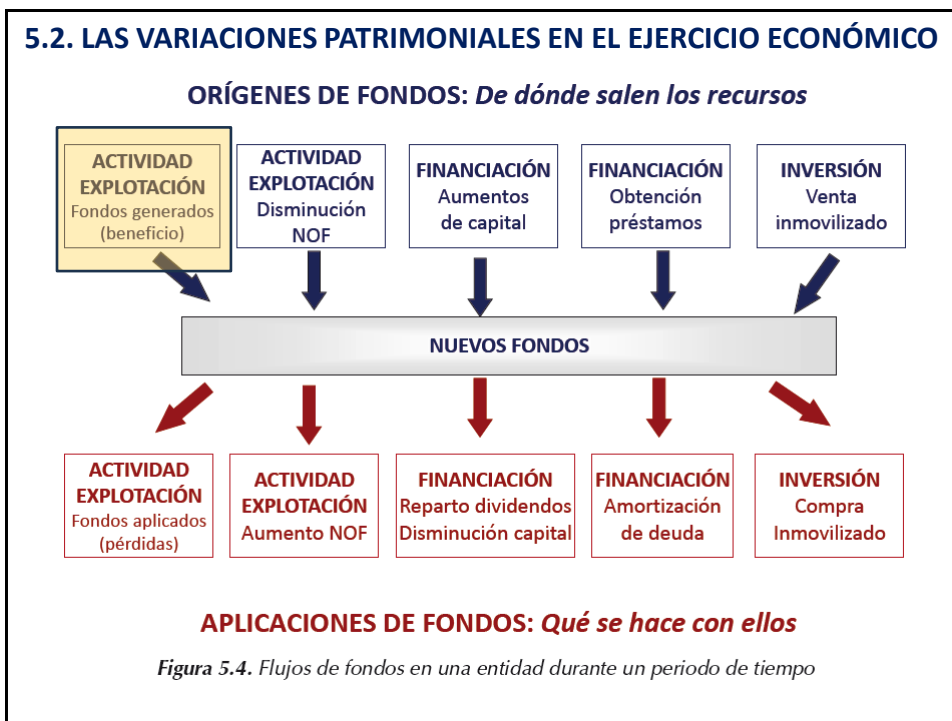 5.2. LAS VARIACIONES PATRIMONIALES EN EL EJERCICIO ECONÓMICO
ORÍGENES DE FONDOS: De dónde salen los recursos
ACTIVIDAD
EXPLOTACIÓN
Fondos generados
(beneficio)
ACTIVIDAD
EXPLOTACIÓN
Disminución
NOF
FINANCIACIÓN
Aumentos
de capital
FINANCIACIÓN
Obtención
préstamos
INVERSIÓN
Venta
inmovilizado
NUEVOS FONDOS
ACTIVIDAD
EXPLOTACIÓN
Fondos aplicados
(pérdidas)
ACTIVIDAD
EXPLOTACIÓN
Aumento NOF
FINANCIACIÓN
Reparto dividendos
Disminución capital
FINANCIACIÓN
Amortización
de deuda
INVERSIÓN
Compra
Inmovilizado
APLICACIONES DE FONDOS: Qué se hace con ellos
Figura 5.4. Flujos de fondos en una entidad durante un periodo de tiempo